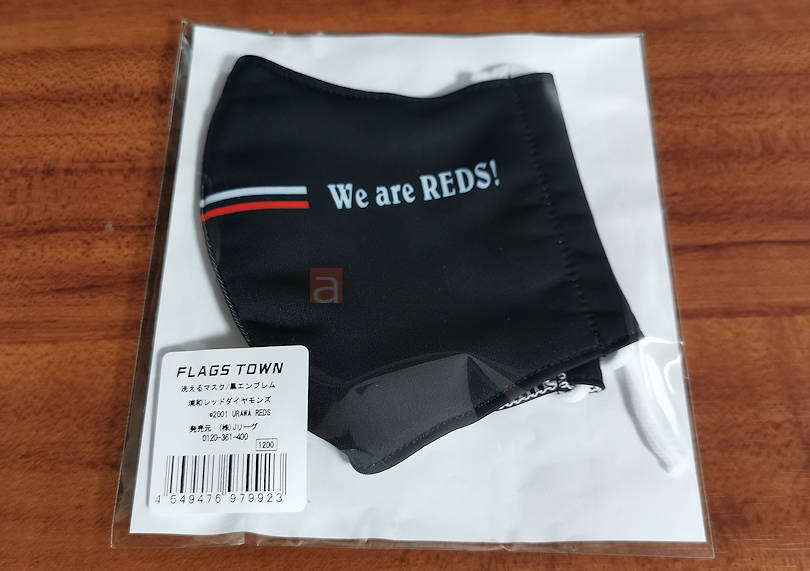 We are REDS!
a
FLAGS TOWN
洗えるマスク/黒エンブレム
浦和レッドダイヤモンズ
©2001 URAWA REDS
発売元 (株)Jリーグ
0120-361-400
1200
4 549476 979923